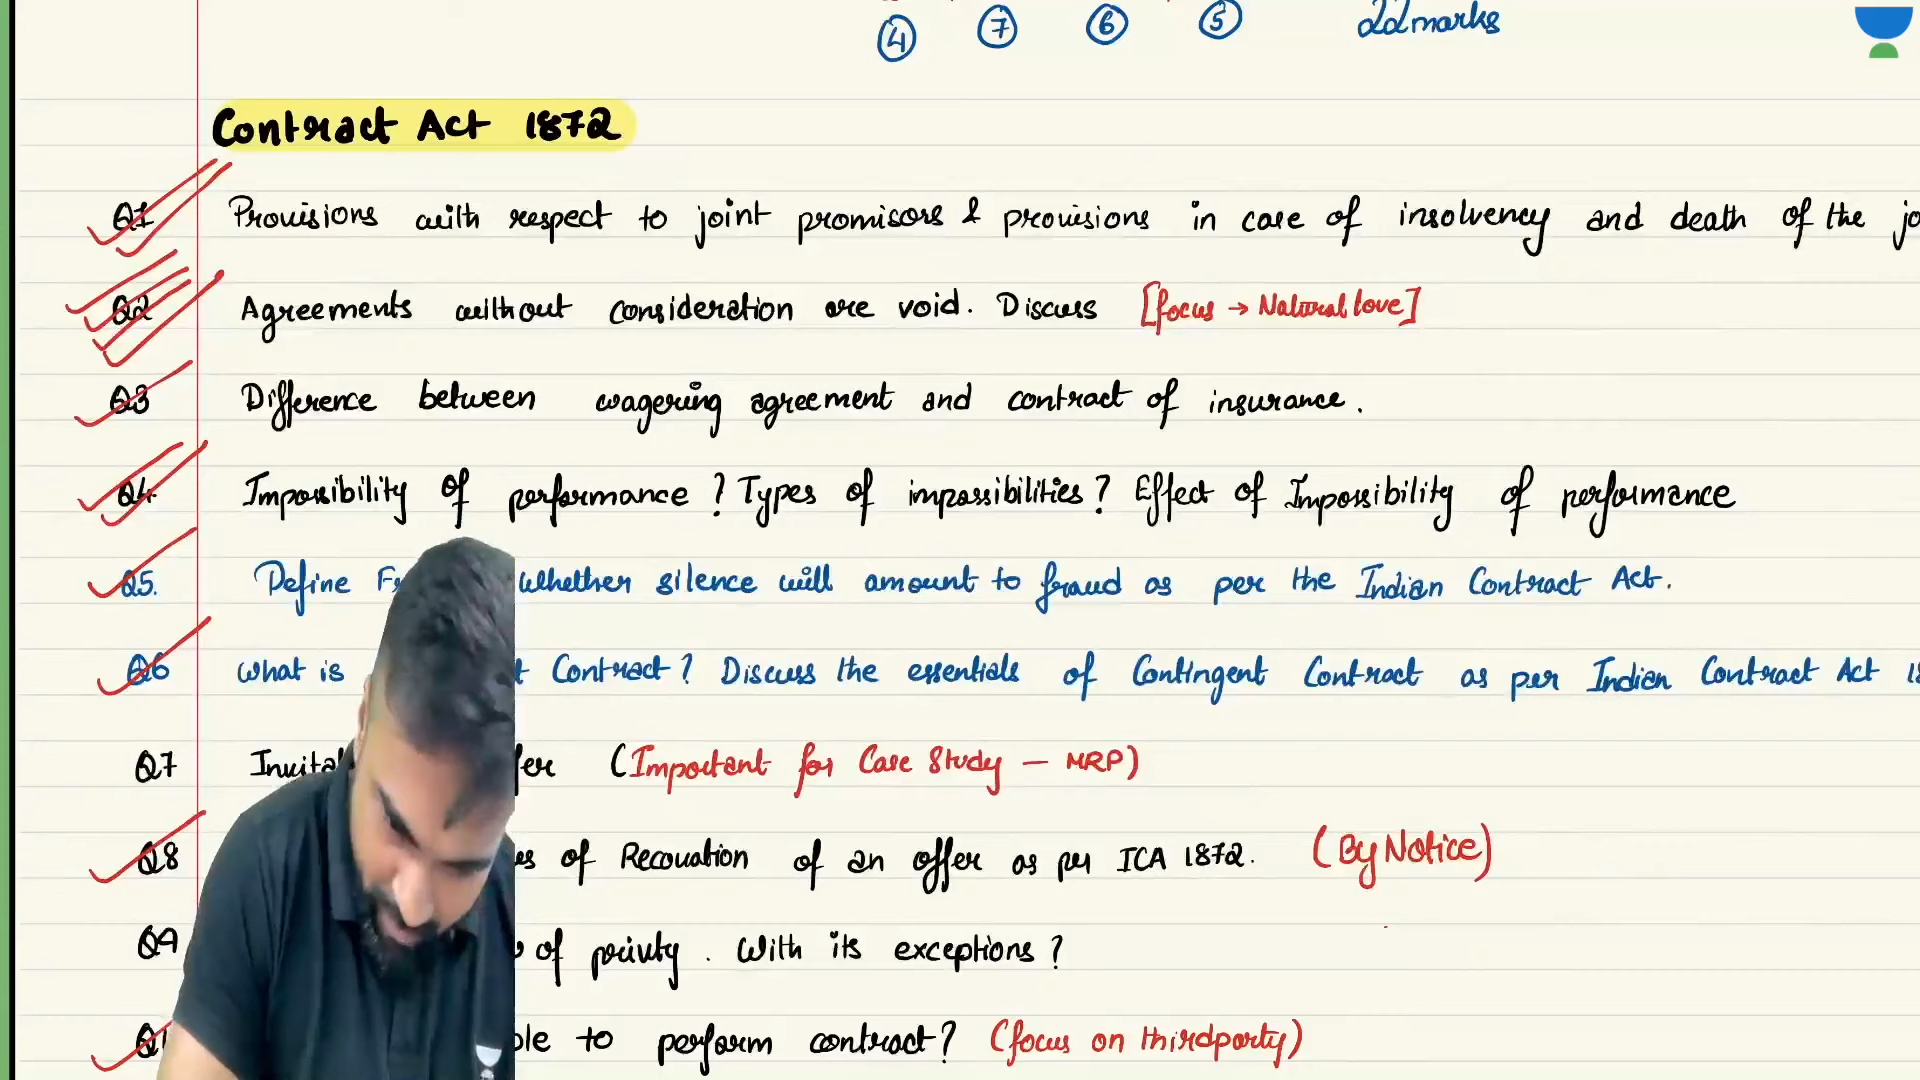 4 7 6 5 22 marks
Contract Act 1872
Q1 Provisions with respect to joint promisors & provisions in case of insolvency and death of the jo
Q2 Agreements without consideration are void. Discuss [focus → Natural love]
Q3 Difference between wagering agreement and contract of insurance.
Q4. Impossibility of performance? Types of impossibilities? Effect of Impossibility of performance
Q5. Define whether silence will amount to fraud as per the Indian Contract Act.
Q6 What is Contract? Discuss the essentials of Contingent Contract as per Indian Contract Act 18
Q7 (Important for Case Study - MRP)
Q8 of Recovation of an offer as per ICA 1872. (By Notice)
Q9 of privity. With its exceptions?
to perform contract? (focus on thirdparty)